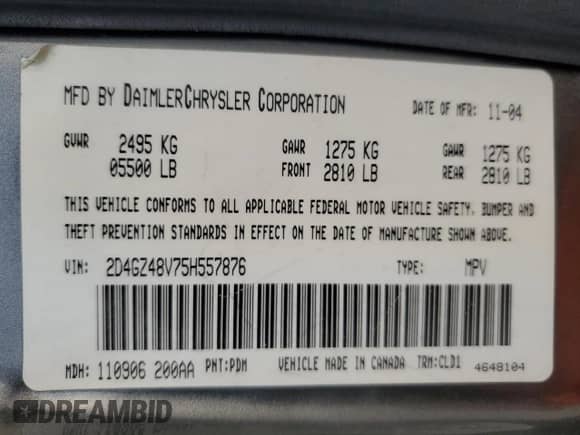 MFD BY DAIMLERCHRYSLER CORPORATION DATE OF MFR: 11-04
GVWR 2495 KG GAWR 1275 KG GAWR 1275 KG
05500 LB FRONT 2810 LB REAR 2810 LB
THIS VEHICLE CONFORMS TO ALL APPLICABLE FEDERAL MOTOR VEHICLE SAFETY, BUMPER AND
THEFT PREVENTION STANDARDS IN EFFECT ON THE DATE OF MANUFACTURE SHOWN ABOVE.
VIN: 2D4GZ48V75H557876 TYPE: MPV
MDH: 110906 200AA PNT:PDM VEHICLE MADE IN CANADA TRM:CLD1 4648104
DREAMBID